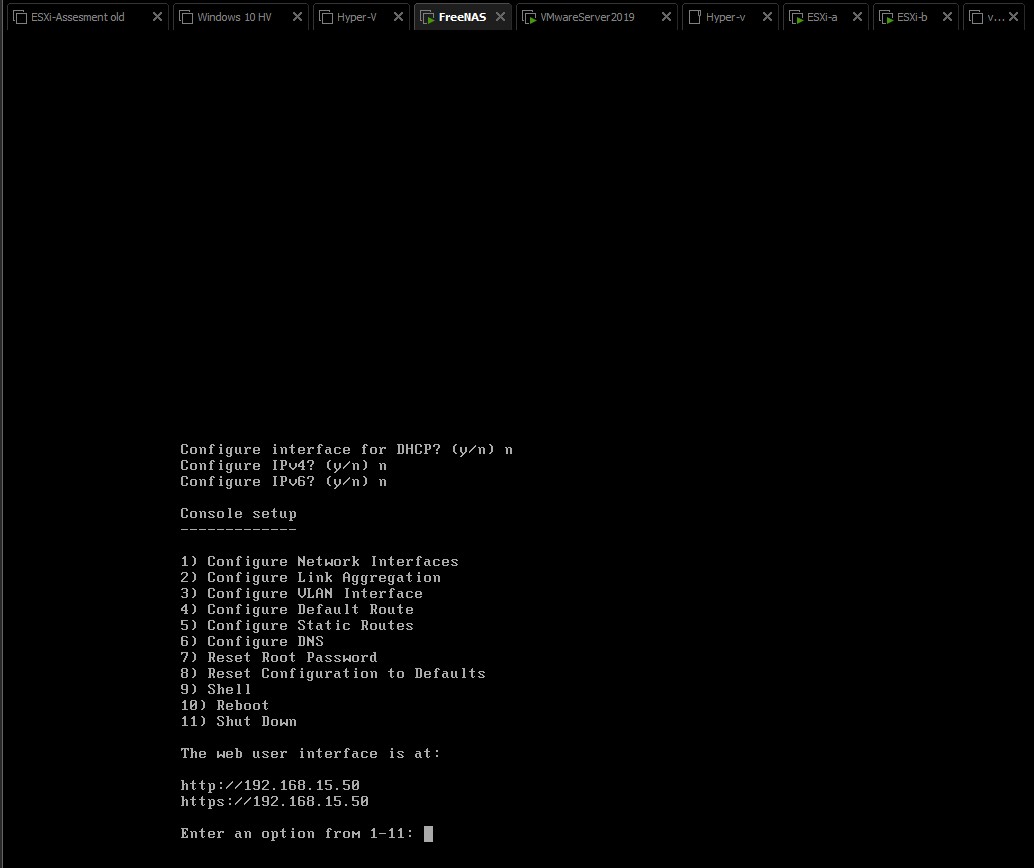 ESXi-Assesment old
Windows 10 HV
Hyper-V
FreeNAS
VMwareServer2019
Hyper-v
ESXi-a
ESXi-b
v...
Configure interface for DHCP? (y/n) n
Configure IPv4? (y/n) n
Configure IPv6? (y/n) n
Console setup
-------------
1) Configure Network Interfaces
2) Configure Link Aggregation
3) Configure VLAN Interface
4) Configure Default Route
5) Configure Static Routes
6) Configure DNS
7) Reset Root Password
8) Reset Configuration to Defaults
9) Shell
10) Reboot
11) Shut Down
The web user interface is at:
http://192.168.15.50
https://192.168.15.50
Enter an option from 1-11: